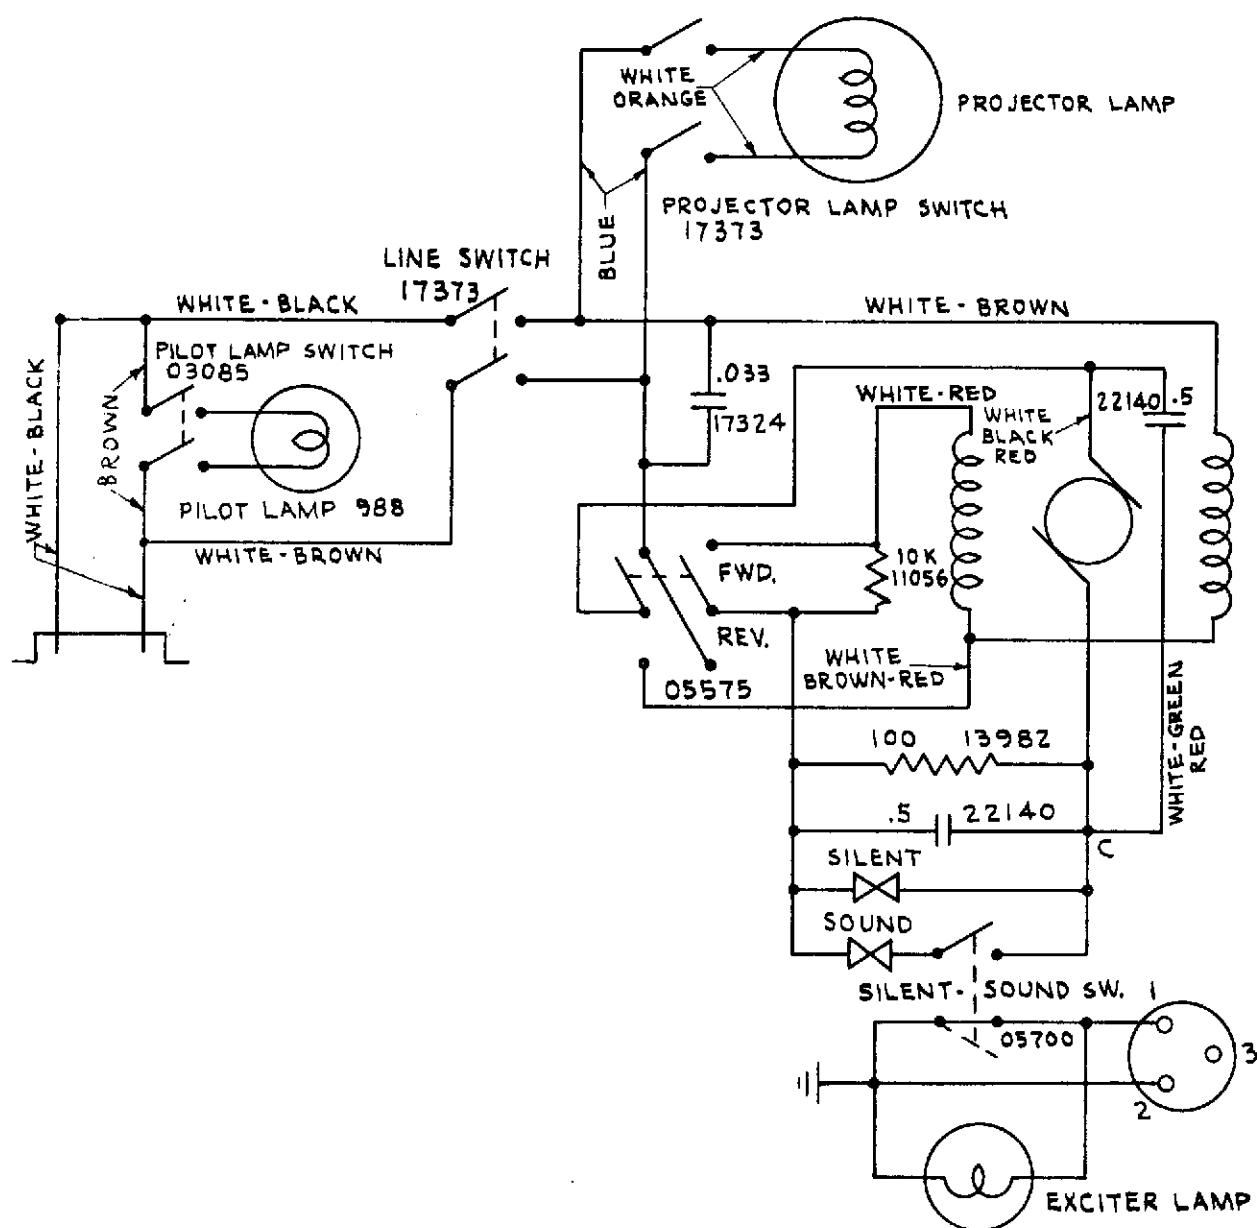 WHITE
ORANGE
PROJECTOR LAMP
PROJECTOR LAMP SWITCH
17373
BLUE
LINE SWITCH
17373
WHITE-BLACK
WHITE-BROWN
PILOT LAMP SWITCH
03085
WHITE-BLACK
BROWN
PILOT LAMP 988
WHITE-BROWN
.033
17324
WHITE-RED
WHITE
BLACK
RED
22140 .5
FWD.
REV.
05575
10K
11056
WHITE
BROWN-RED
WHITE-GREEN
RED
100 13982
.5 22140
C
SILENT
SOUND
SILENT- SOUND SW.
05700
1
2
3
EXCITER LAMP